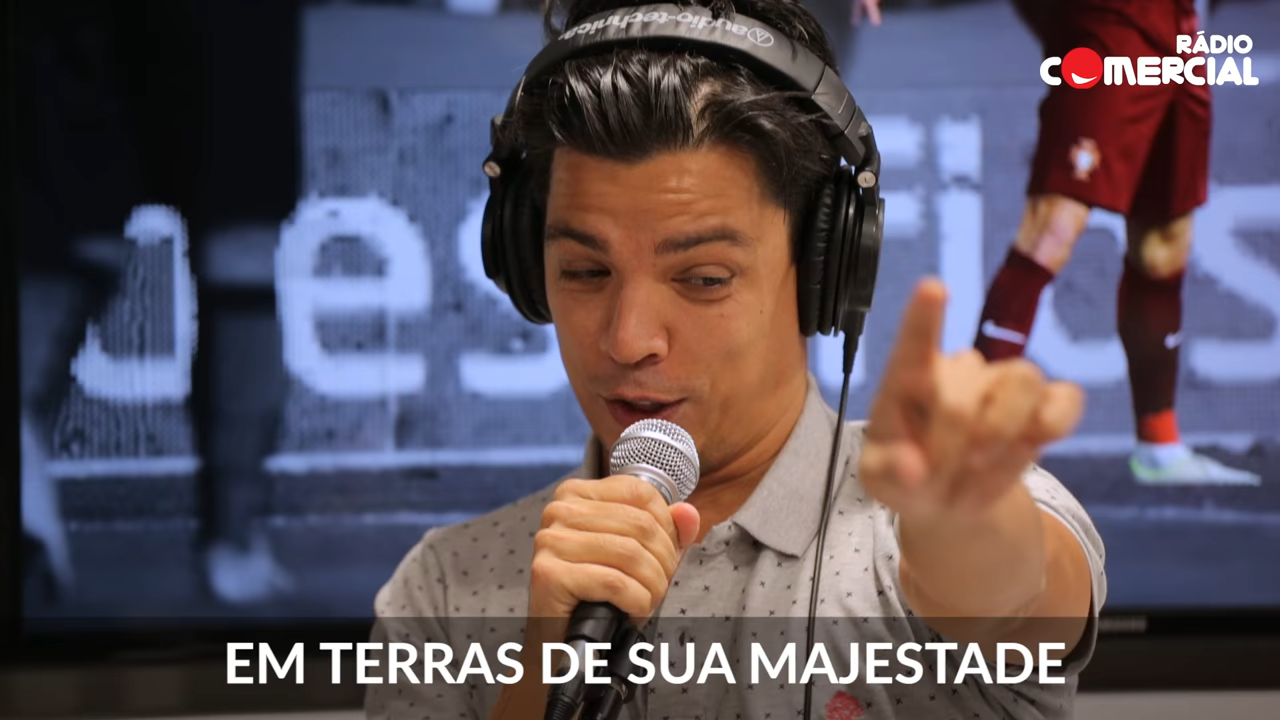 RÁDIO
COMERCIAL
audio-technica
EM TERRAS DE SUA MAJESTADE